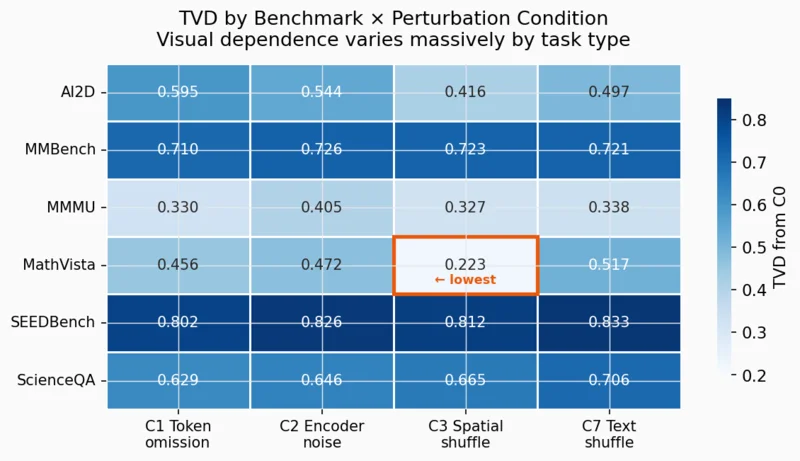 TVD by Benchmark × Perturbation Condition
Visual dependence varies massively by task type
AI2D 0.595 0.544 0.416 0.497
MMBench 0.710 0.726 0.723 0.721
MMMU 0.330 0.405 0.327 0.338
MathVista 0.456 0.472 0.223 0.517
← lowest
SEEDBench 0.802 0.826 0.812 0.833
ScienceQA 0.629 0.646 0.665 0.706
C1 Token omission
C2 Encoder noise
C3 Spatial shuffle
C7 Text shuffle
0.8
0.7
0.6
0.5
0.4
0.3
0.2
TVD from C0